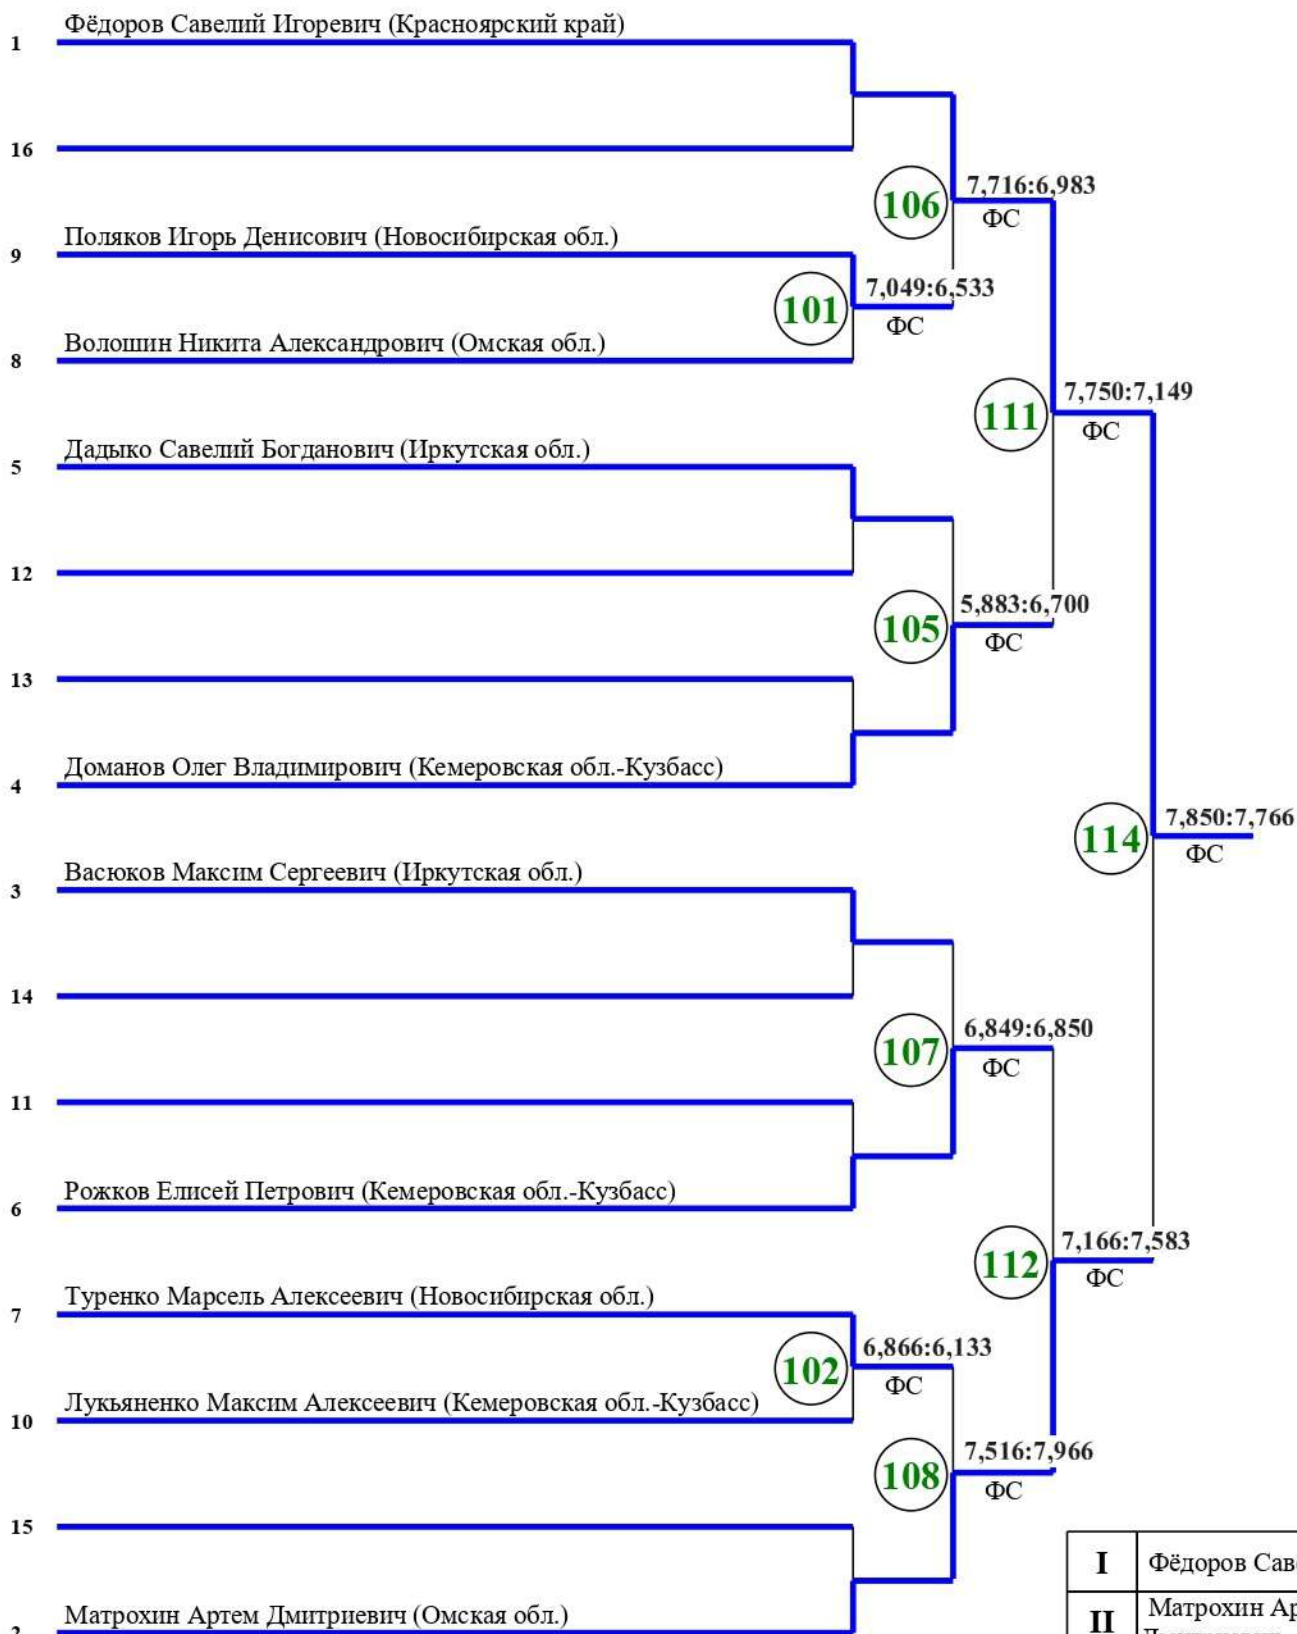 Фёдоров Савелий Игоревич (Красноярский край)
1
16
106
7,716:6,983
ФС
Поляков Игорь Денисович (Новосибирская обл.)
9
101
7,049:6,533
ФС
Волошин Никита Александрович (Омская обл.)
8
111
7,750:7,149
ФС
Дадыко Савелий Богданович (Иркутская обл.)
5
12
105
5,883:6,700
ФС
13
Доманов Олег Владимирович (Кемеровская обл.-Кузбасс)
4
114
7,850:7,766
ФС
Васюков Максим Сергеевич (Иркутская обл.)
3
14
107
6,849:6,850
ФС
11
Рожков Елисей Петрович (Кемеровская обл.-Кузбасс)
6
112
7,166:7,583
ФС
Туренко Марсель Алексеевич (Новосибирская обл.)
7
102
6,866:6,133
ФС
Лукьяненко Максим Алексеевич (Кемеровская обл.-Кузбасс)
10
108
7,516:7,966
ФС
15
I Фёдоров Сав
Матрохин Артем Дмитриевич (Омская обл.)
II Матрохин Ар